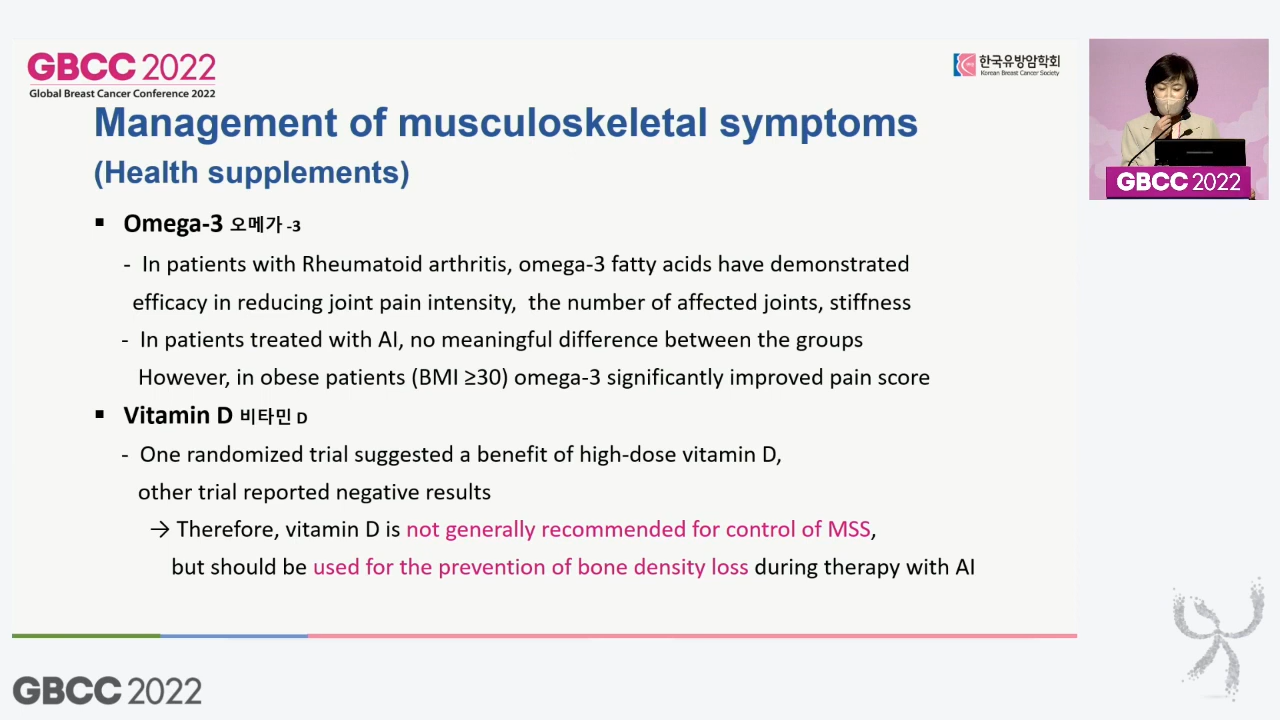 GBCC 2022
Global Breast Cancer Conference 2022
한국유방암학회
Korean Breast Cancer Society
Management of musculoskeletal symptoms
(Health supplements)
▪ Omega-3 오메가 -3
- In patients with Rheumatoid arthritis, omega-3 fatty acids have demonstrated
efficacy in reducing joint pain intensity, the number of affected joints, stiffness
- In patients treated with AI, no meaningful difference between the groups
However, in obese patients (BMI ≥30) omega-3 significantly improved pain score
▪ Vitamin D 비타민 D
- One randomized trial suggested a benefit of high-dose vitamin D,
other trial reported negative results
→ Therefore, vitamin D is not generally recommended for control of MSS,
but should be used for the prevention of bone density loss during therapy with AI
GBCC 2022
GBCC 2022